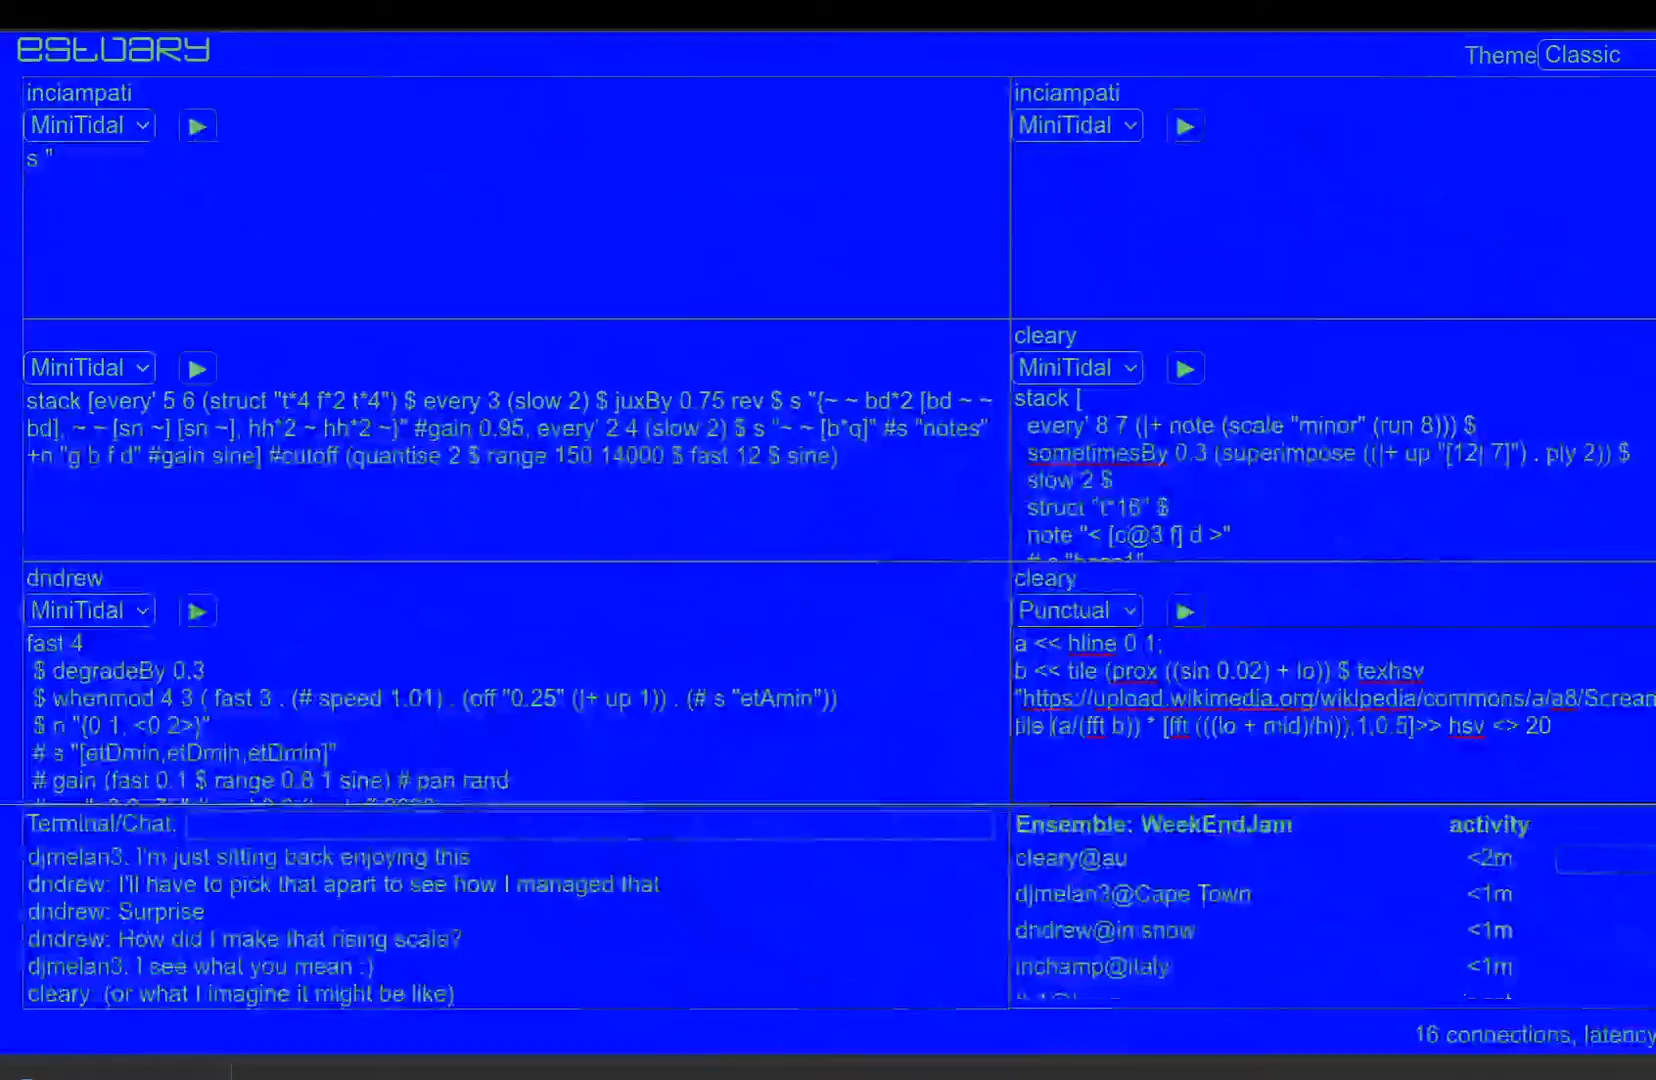 estuary
Theme Classic
inciampati
MiniTidal
s "
inciampati
MiniTidal
MiniTidal
stack [every' 5 6 (struct "t*4 f*2 t*4") $ every 3 (slow 2) $ juxBy 0.75 rev $ s "{~ ~ bd*2 [bd ~ ~
bd], ~ ~ [sn ~] [sn ~], hh*2 ~ hh*2 ~}" #gain 0.95, every' 2 4 (slow 2) $ s "~ ~ [b*q]" #s "notes"
+n "g b f d" #gain sine] #cutoff (quantise 2 $ range 150 14000 $ fast 12 $ sine)
cleary
MiniTidal
stack [
every' 8 7 (|+ note (scale "minor" (run 8))) $
sometimesBy 0.3 (superimpose ((|+ up "[12| 7]") . ply 2)) $
slow 2 $
struct "t*16" $
note "< [c@3 f] d >"
dndrew
MiniTidal
fast 4
$ degradeBy 0.3
$ whenmod 4 3 ( fast 3 . (# speed 1.01) . (off "0.25" (|+ up 1)) . (# s "etAmin"))
$ n "{0 1, <0 2>}"
# s "[etDmin,etDmin,etDmin]"
# gain (fast 0.1 $ range 0.8 1 sine) # pan rand
cleary
Punctual
a << hline 0 1;
b << tile (prox ((sin 0.02) + lo)) $ texhsv
"https://upload.wikimedia.org/wikipedia/commons/a/a8/Scream
tile (a/(fft b)) * [fft (((lo + mid)/hi)),1,0.5]>> hsv <> 20
Terminal/Chat:
djmelan3: I'm just sitting back enjoying this
dndrew: I'll have to pick that apart to see how I managed that
dndrew: Surprise
dndrew: How did I make that rising scale?
djmelan3: I see what you mean :)
cleary: (or what I imagine it might be like)
Ensemble: WeekEndJam activity
cleary@au <2m
djmelan3@Cape Town <1m
dndrew@in snow <1m
inchamp@italy <1m
16 connections, latency